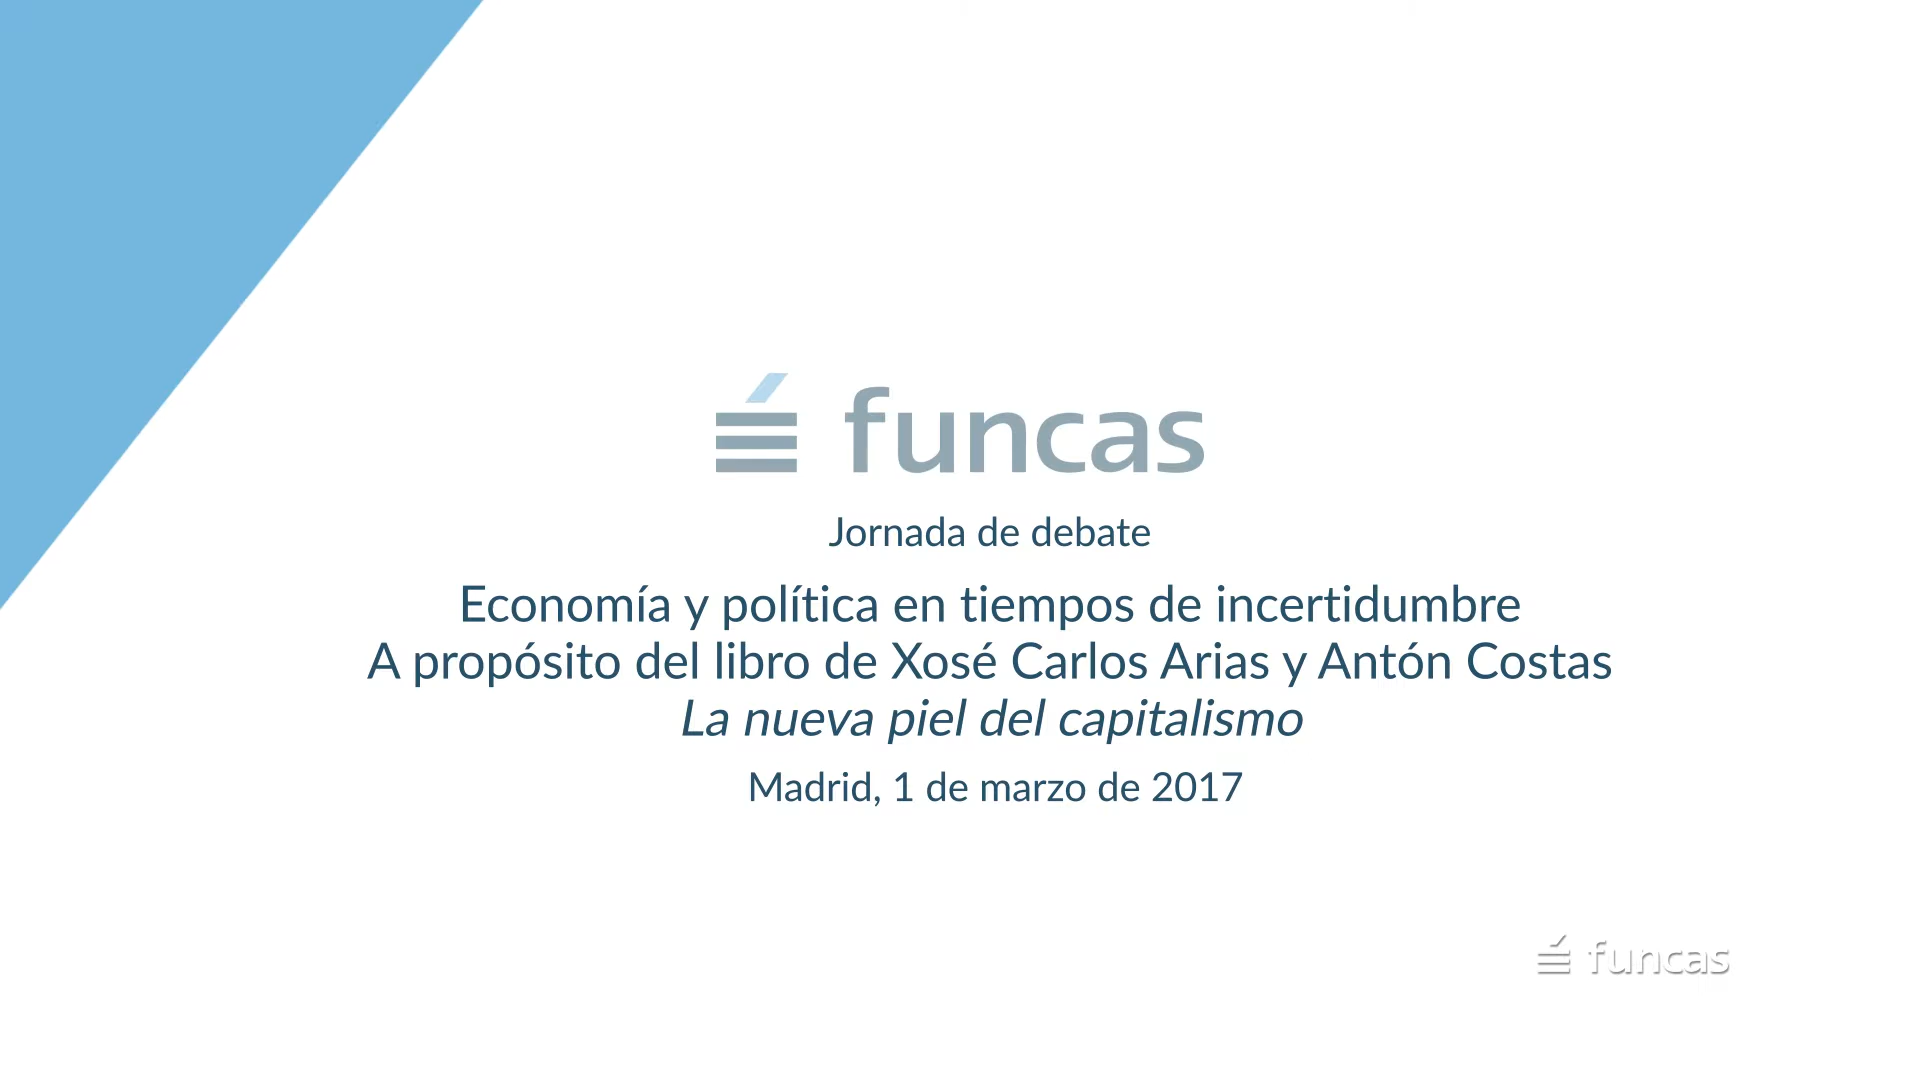 funcas
Jornada de debate
Economía y política en tiempos de incertidumbre
A propósito del libro de Xosé Carlos Arias y Antón Costas
La nueva piel del capitalismo
Madrid, 1 de marzo de 2017
funcas